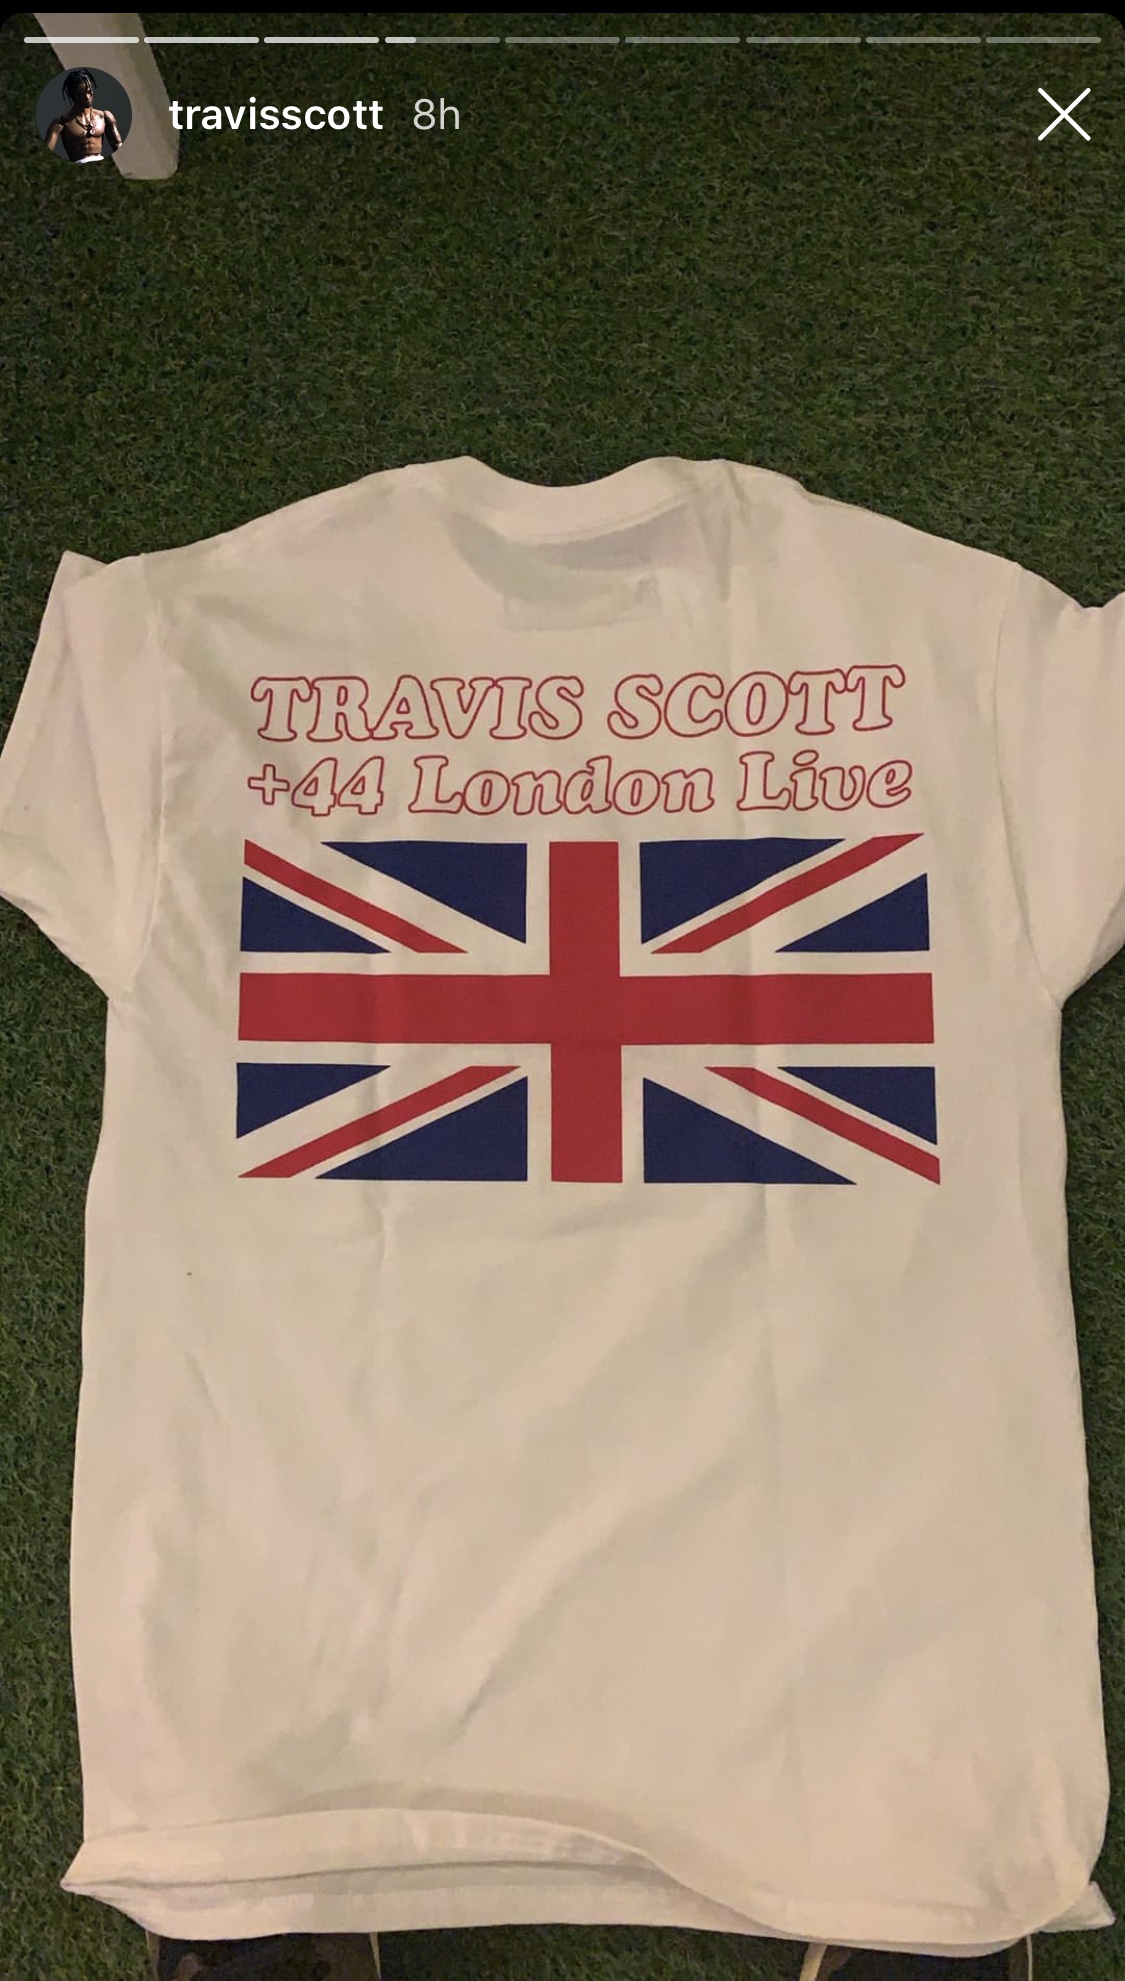 travisscott 8h
TRAVIS SCOTT
+44 London Live